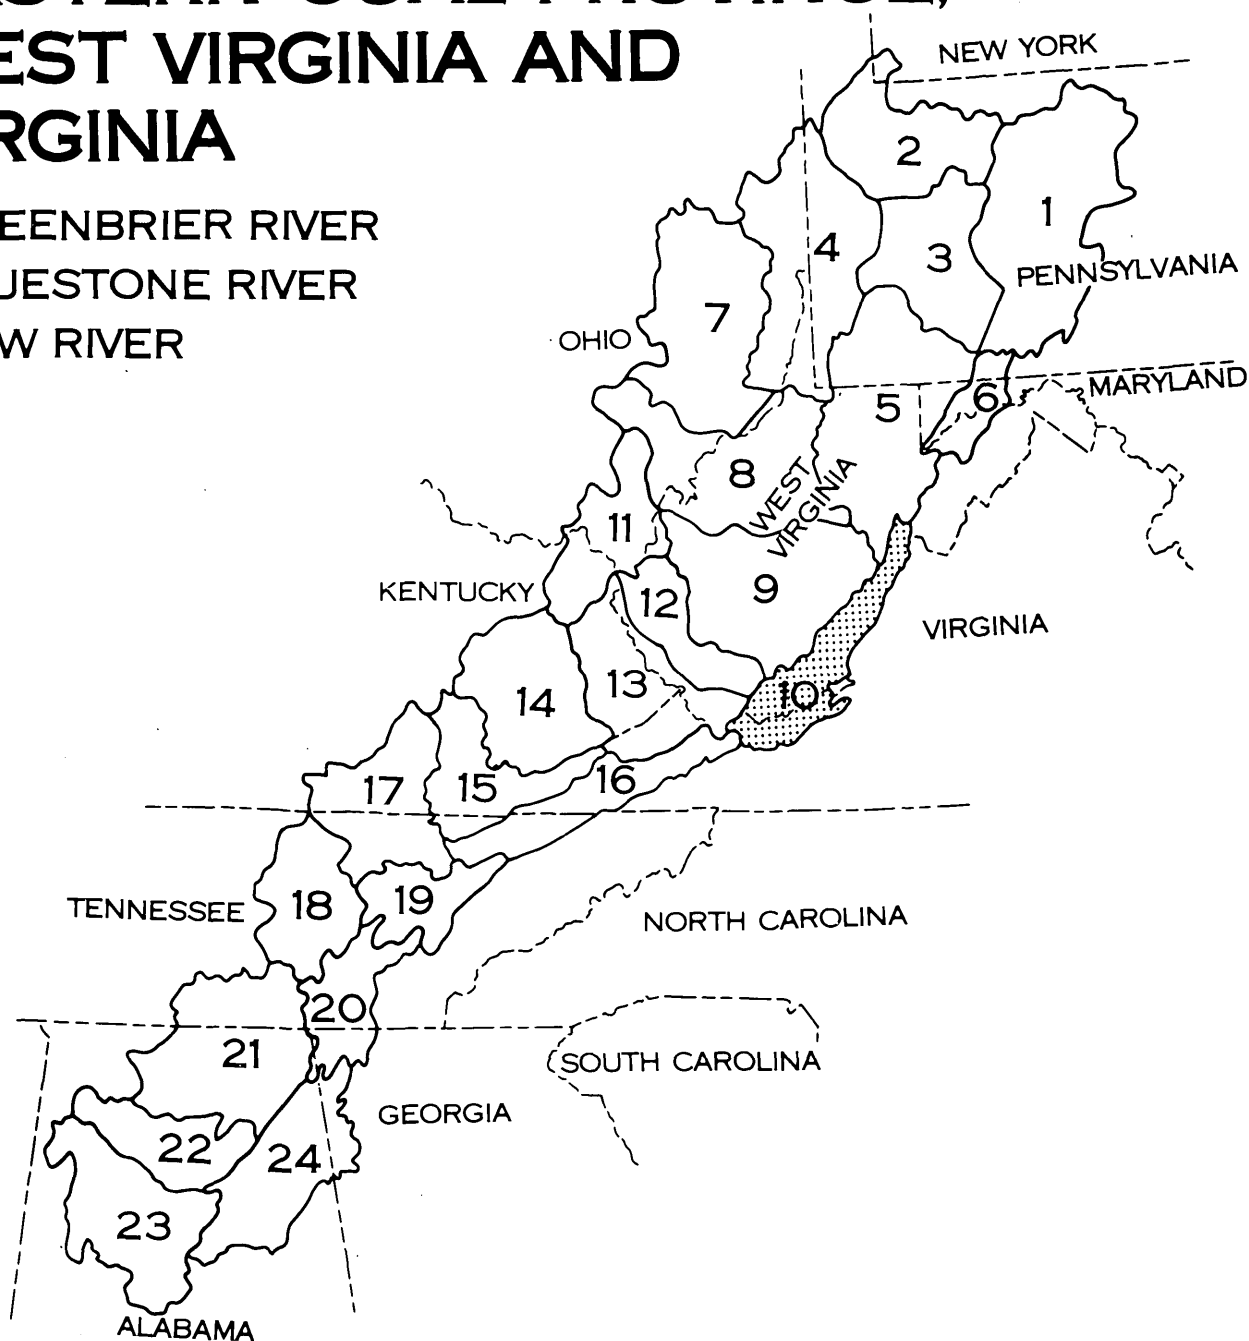 EST VIRGINIA AND
RGINIA
EENBRIER RIVER
UESTONE RIVER
W RIVER
NEW YORK
2
1
4
3
PENNSYLVANIA
7
OHIO
MARYLAND
6
5
8
WEST
VIRGINIA
11
KENTUCKY
9
12
VIRGINIA
13
10
14
16
17
15
18
19
TENNESSEE
NORTH CAROLINA
20
21
SOUTH CAROLINA
GEORGIA
22
24
23
ALABAMA